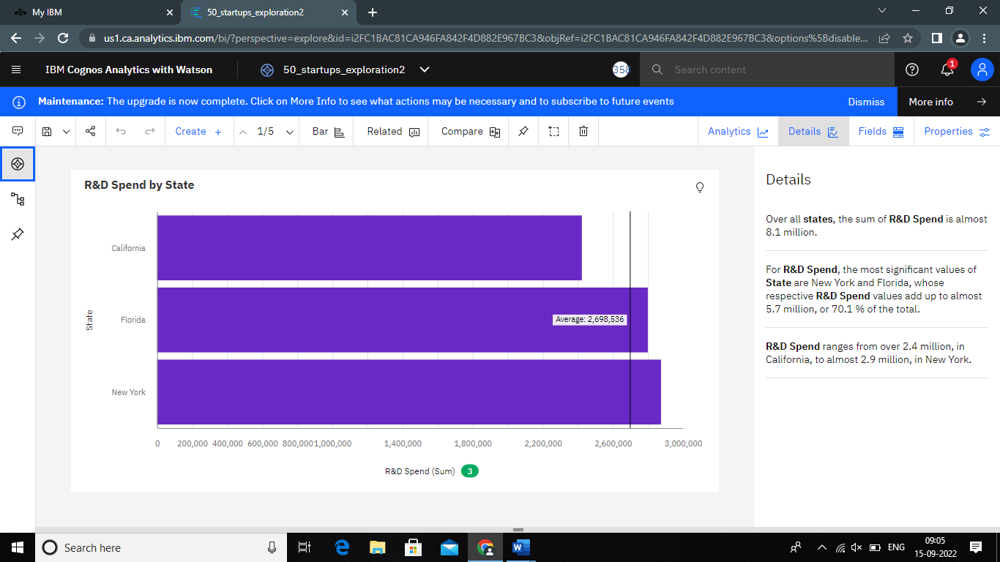 My IBM
50_startups_exploration2
us1.ca.analytics.ibm.com/bi/?perspective=explore&id=i2FC1BAC81CA946FA842F4D882E967BC3&objRef=i2FC1BAC81CA946FA842F4D882E967BC3&options%5Bdisable...
IBM Cognos Analytics with Watson
50_startups_exploration2
358
Search content
1
Maintenance: The upgrade is now complete. Click on More Info to see what actions may be necessary and to subscribe to future events
Dismiss
More info
Create
1/5
Bar
Related
Compare
Analytics
Details
Fields
Properties
R&D Spend by State
State
California
Florida
New York
Average: 2,698,536
0 200,000 400,000 600,000 800,000 1,000,000 1,400,000 1,800,000 2,200,000 2,600,000 3,000,000
R&D Spend (Sum) 3
Details
Over all states, the sum of R&D Spend is almost
8.1 million.
For R&D Spend, the most significant values of
State are New York and Florida, whose
respective R&D Spend values add up to almost
5.7 million, or 70.1 % of the total.
R&D Spend ranges from over 2.4 million, in
California, to almost 2.9 million, in New York.
Search here
W
ENG
09:05
15-09-2022